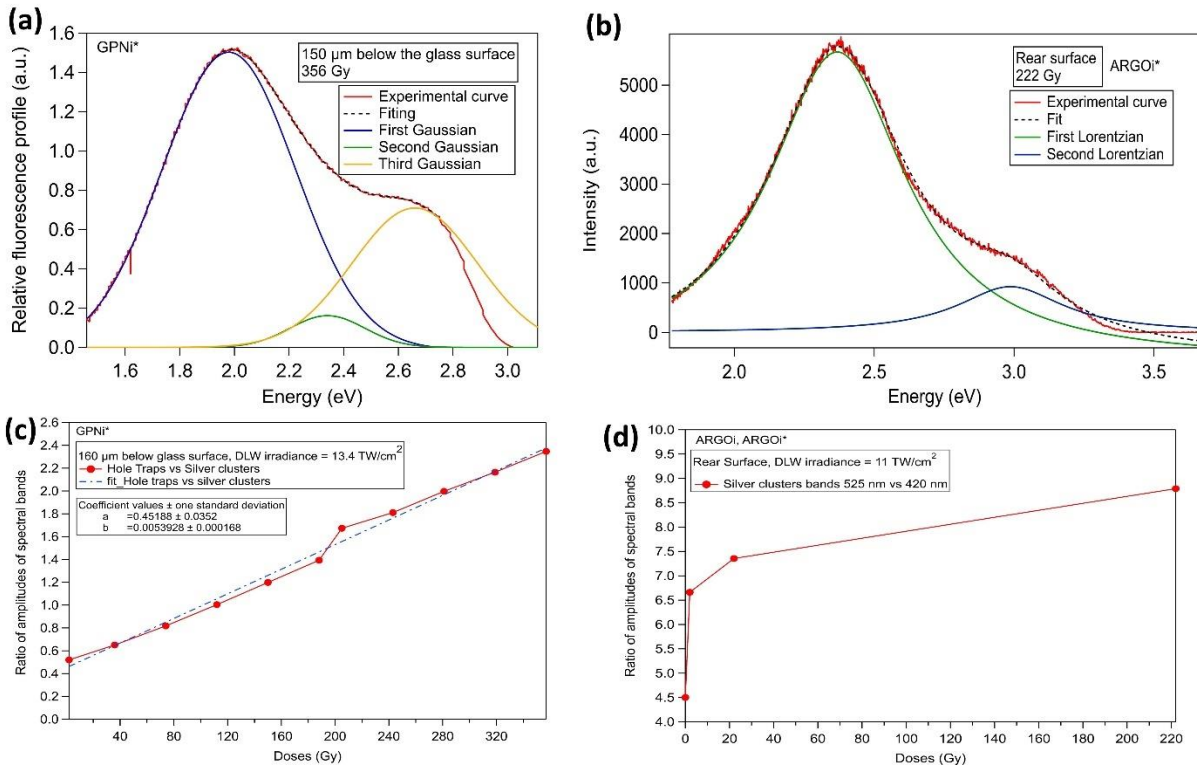 (a)
GPNi*
150 µm below the glass surface
356 Gy
Experimental curve
Fiting
First Gaussian
Second Gaussian
Third Gaussian
Relative fluorescence profile (a.u.)
1.6
1.4
1.2
1.0
0.8
0.6
0.4
0.2
0.0
1.6 2.0 2.2 2.4 2.6 2.8 3.0
Energy (eV)
(b)
Rear surface
222 Gy
ARGOi*
Experimental curve
Fit
First Lorentzian
Second Lorentzian
Intensity (a.u.)
5000
4000
3000
2000
1000
0
2.0 2.5 3.0 3.5
Energy (eV)
(c)
GPNi*
160 µm below glass surface, DLW irradiance = 13.4 TW/cm²
Hole Traps vs Silver clusters
fit_Hole traps vs silver clusters
Coefficient values ± one standard deviation
a =0.45188 ± 0.0352
b =0.0053928 ± 0.000168
Ratio of amplitudes of spectral bands
2.6
2.4
2.2
2.0
1.8
1.6
1.4
1.2
1.0
0.8
0.6
0.4
0.2
0.0
40 80 120 160 200 240 280 320
Doses (Gy)
(d)
ARGOi, ARGOi*
Rear Surface, DLW irradiance = 11 TW/cm²
Silver clusters bands 525 nm vs 420 nm
Ratio of amplitudes of spectral bands
10.0
9.5
9.0
8.5
8.0
7.5
7.0
6.5
6.0
5.5
5.0
4.5
4.0
0 20 40 60 80 100 120 140 160 180 200 220
Doses (Gy)